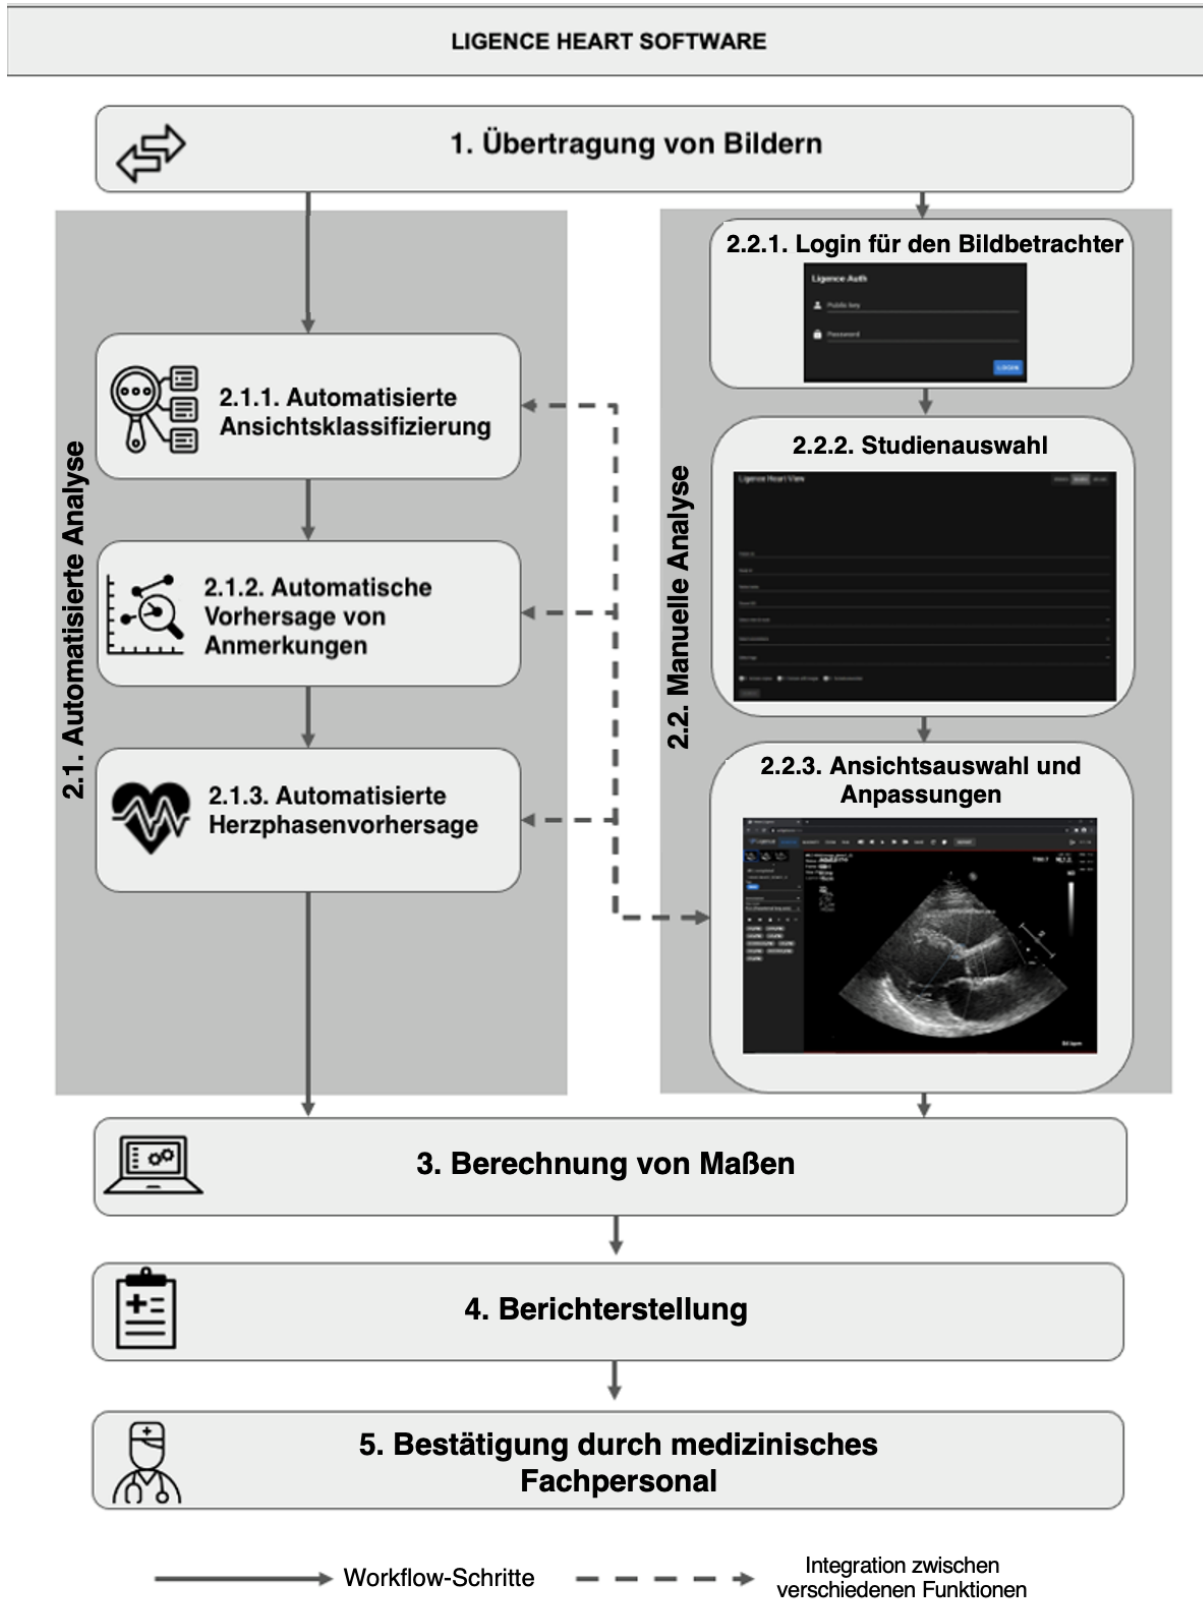 LIGENCE HEART SOFTWARE
1. Übertragung von Bildern
2.1. Automatisierte Analyse
2.1.1. Automatisierte
Ansichtsklassifizierung
2.1.2. Automatische
Vorhersage von
Anmerkungen
2.1.3. Automatisierte
Herzphasenvorhersage
2.2. Manuelle Analyse
2.2.1. Login für den Bildbetrachter
Ligence Auth
Public key
Password
LOGIN
2.2.2. Studienauswahl
Ligence Heart View
2.2.3. Ansichtsauswahl und
Anpassungen
3. Berechnung von Maßen
4. Berichterstellung
5. Bestätigung durch medizinisches
Fachpersonal
Workflow-Schritte
Integration zwischen
verschiedenen Funktionen